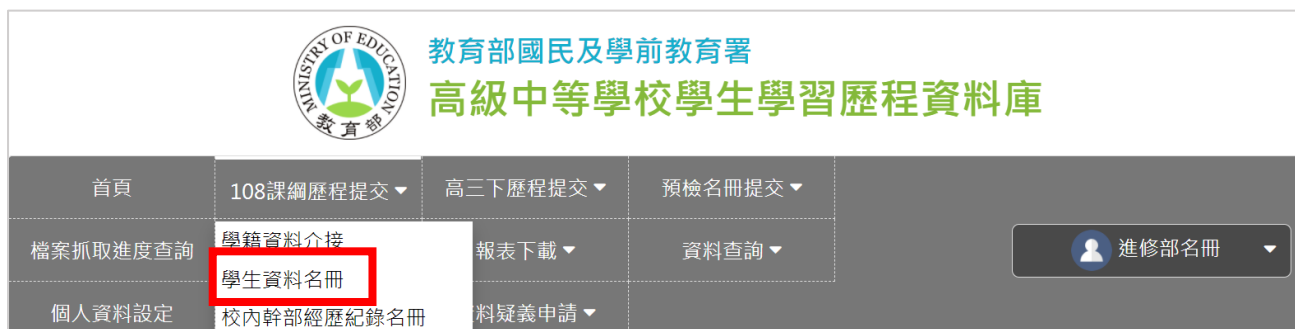 MINISTRY OF EDUCATION
教育部
教育部國民及學前教育署
高級中等學校學生學習歷程資料庫
首頁
108課綱歷程提交
高三下歷程提交
預檢名冊提交
檔案抓取進度查詢
學籍資料介接
報表下載
資料查詢
進修部名冊
學生資料名冊
個人資料設定
校內幹部經歷紀錄名冊
料疑義申請